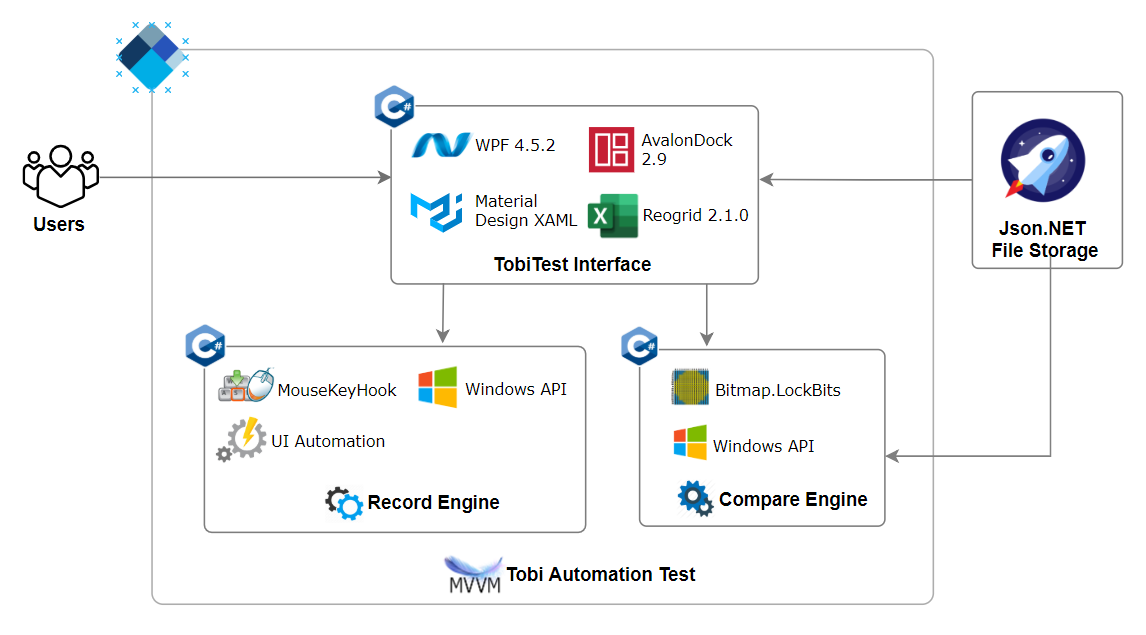 C#
WPF 4.5.2
AvalonDock
2.9
Material
Design XAML
X
Reogrid 2.1.0
TobiTest Interface
Users
Json.NET
File Storage
C#
MouseKeyHook
Windows API
UI Automation
Record Engine
C#
Bitmap.LockBits
Windows API
Compare Engine
MVVM
Tobi Automation Test